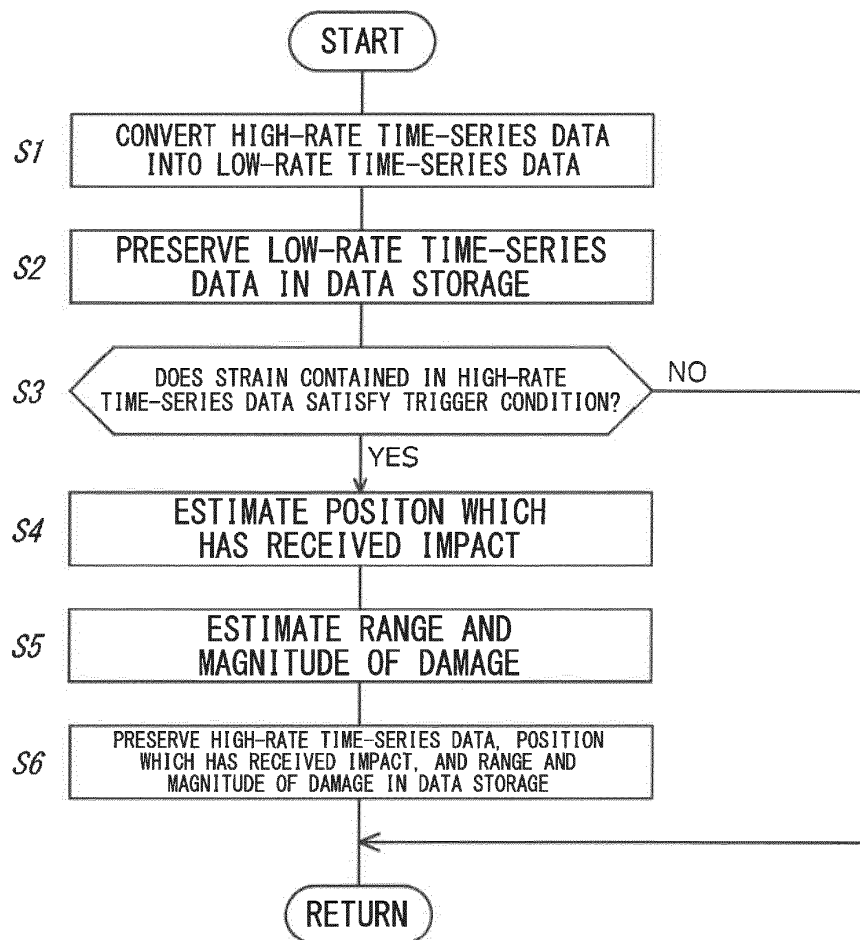 START
S1
CONVERT HIGH-RATE TIME-SERIES DATA
INTO LOW-RATE TIME-SERIES DATA
S2
PRESERVE LOW-RATE TIME-SERIES
DATA IN DATA STORAGE
S3
DOES STRAIN CONTAINED IN HIGH-RATE
TIME-SERIES DATA SATISFY TRIGGER CONDITION?
NO
YES
S4
ESTIMATE POSITON WHICH
HAS RECEIVED IMPACT
S5
ESTIMATE RANGE AND
MAGNITUDE OF DAMAGE
S6
PRESERVE HIGH-RATE TIME-SERIES DATA, POSITION
WHICH HAS RECEIVED IMPACT, AND RANGE AND
MAGNITUDE OF DAMAGE IN DATA STORAGE
RETURN